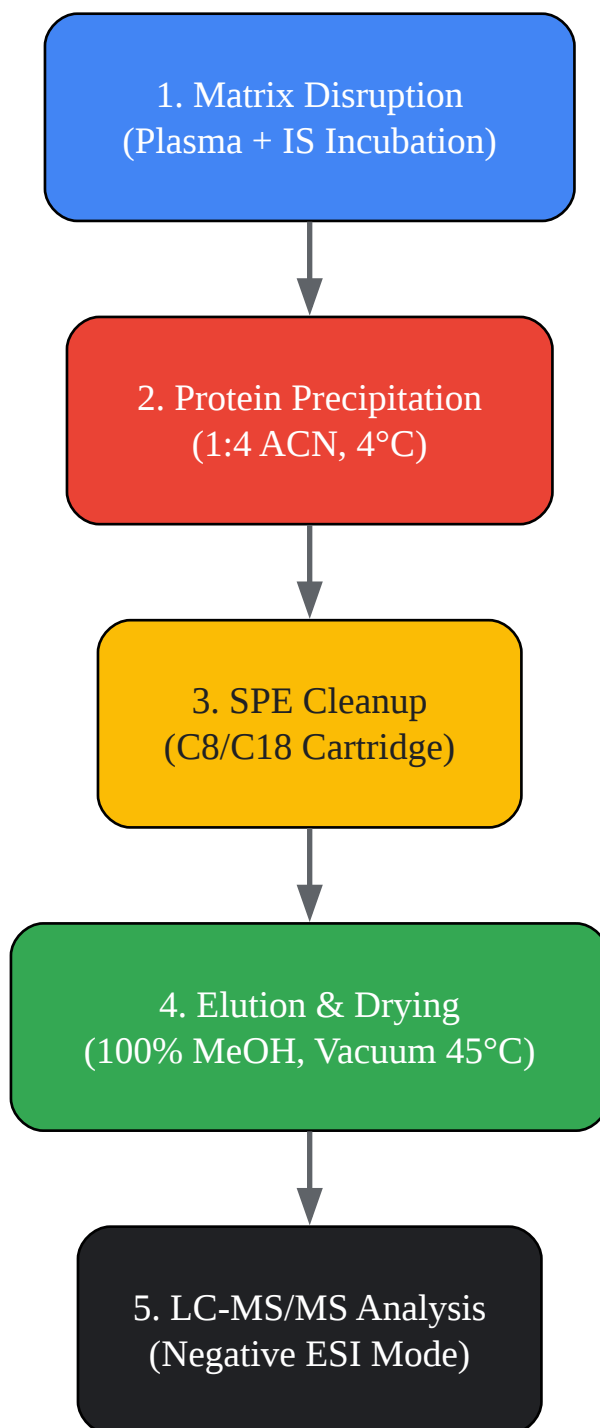 1. Matrix Disruption
(Plasma + IS Incubation)
2. Protein Precipitation
(1:4 ACN, 4°C)
3. SPE Cleanup
(C8/C18 Cartridge)
4. Elution & Drying
(100% MeOH, Vacuum 45°C)
5. LC-MS/MS Analysis
(Negative ESI Mode)